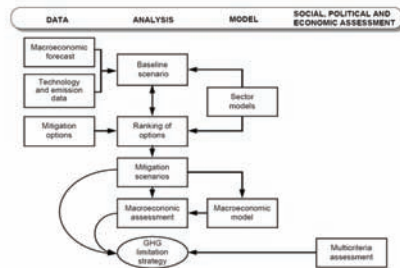 DATA ANALYSIS MODEL SOCIAL, POLITICAL AND
ECONOMIC ASSESSMENT
Macroeconomic
forecast
Technology
and emission
data
Baseline
scenario
Sector
models
Mitigation
options
Ranking of
options
Mitigation
scenarios
Macroeconomic
assessment
Macroeconomic
model
GHG
limitation
strategy
Multicriteria
assessment